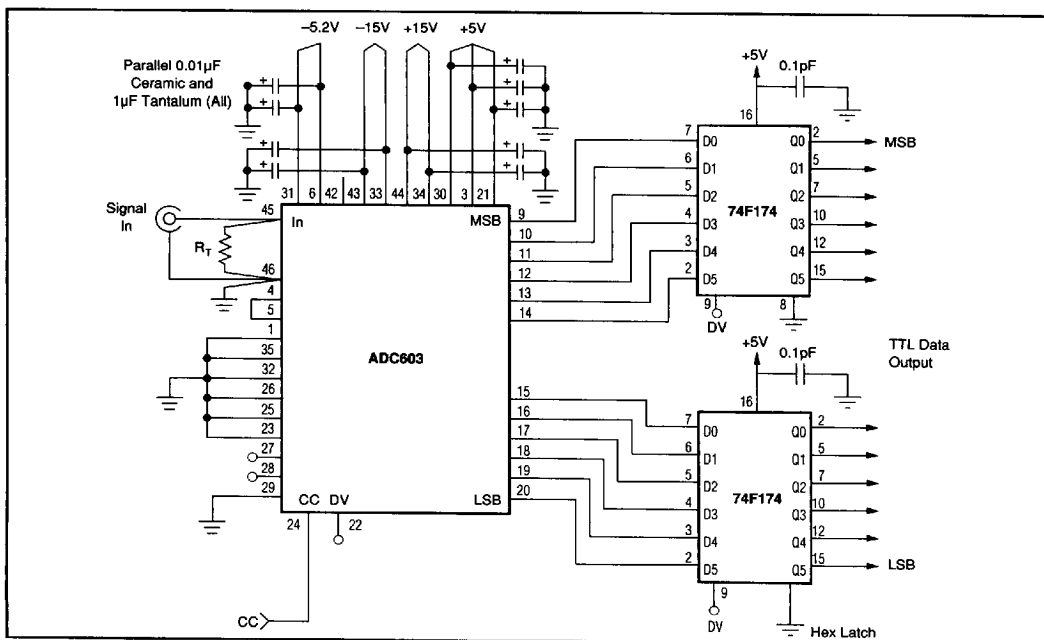 –5.2V –15V +15V +5V
Parallel 0.01µF
Ceramic and
1µF Tantalum (All)
+ + + + + + + + +
31 6 42 43 33 44 34 30 3 21
Signal
In
45
In
R_T
46
4
5
1
35
32
26
25
23
27
28
29
ADC603
MSB
9
10
11
12
13
14
15
16
17
18
19
20
LSB
CC DV
24
22
CC
+5V
0.1pF
16
7 D0 Q0 2 MSB
6 D1 Q1 5
5 D2 Q2 7
74F174
4 D3 Q3 10
3 D4 Q4 12
2 D5 Q5 15
9 8
DV
+5V
0.1pF
TTL Data
Output
16
7 D0 Q0 2
6 D1 Q1 5
5 D2 Q2 7
74F174
4 D3 Q3 10
3 D4 Q4 12
2 D5 Q5 15 LSB
9
DV
Hex Latch